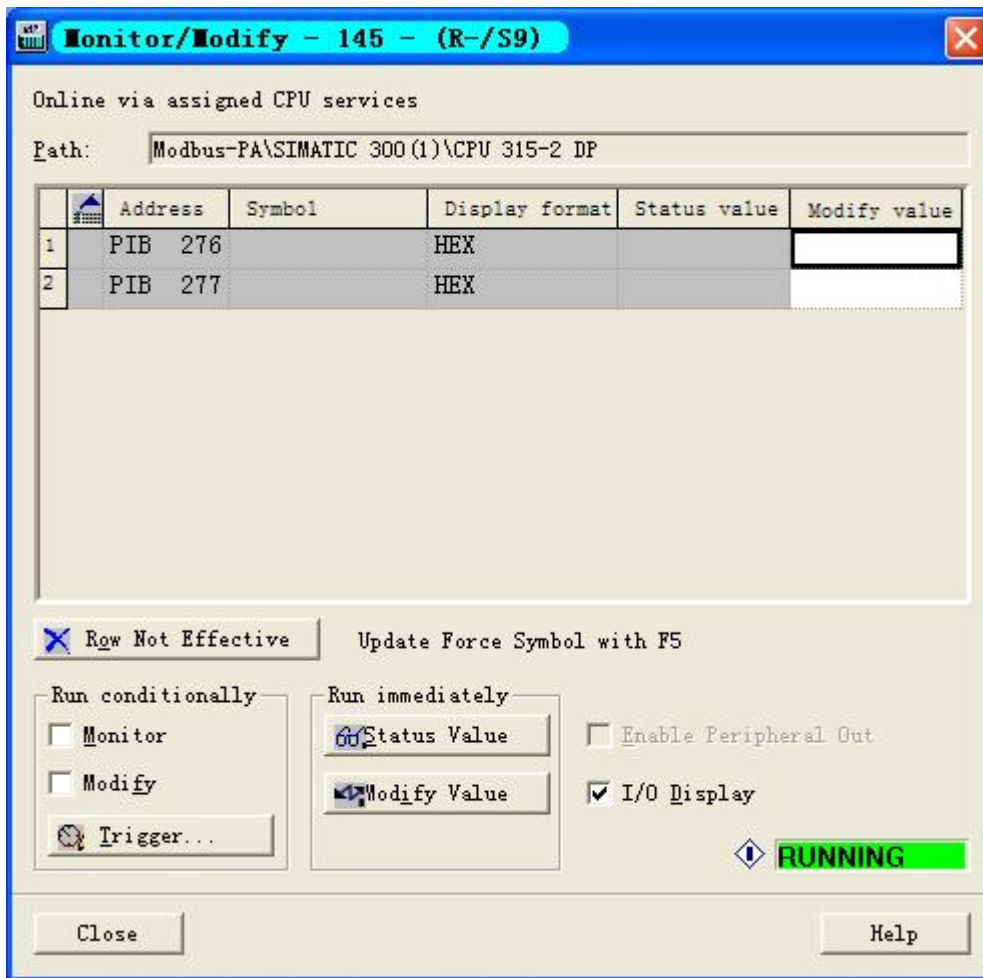 Monitor/Modify - 145 - (R-/S9)
Online via assigned CPU services
Path: Modbus-PA\SIMATIC 300(1)\CPU 315-2 DP
Address Symbol Display format Status value Modify value
1 PIB 276 HEX
2 PIB 277 HEX
Row Not Effective Update Force Symbol with F5
Run conditionally Run immediately
Monitor Status Value Enable Peripheral Out
Modify Modify Value I/O Display
Trigger...
RUNNING
Close Help